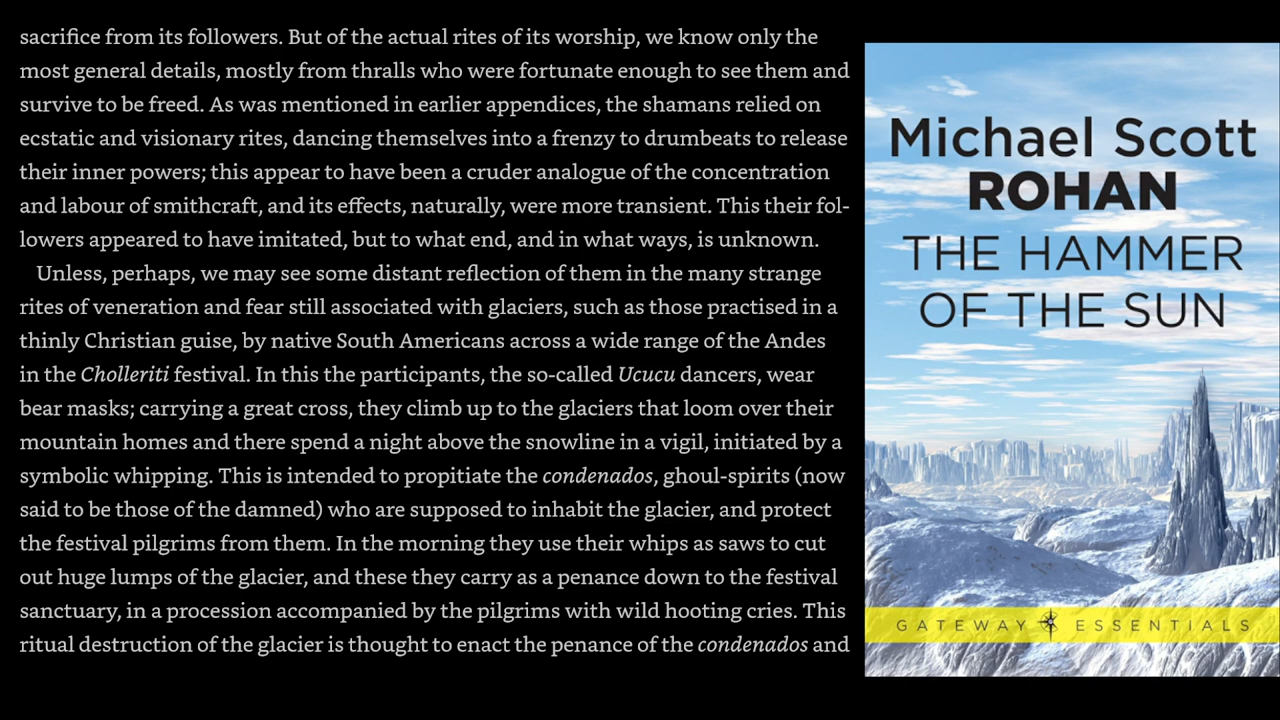 sacrifice from its followers. But of the actual rites of its worship, we know only the
most general details, mostly from thralls who were fortunate enough to see them and
survive to be freed. As was mentioned in earlier appendices, the shamans relied on
ecstatic and visionary rites, dancing themselves into a frenzy to drumbeats to release
their inner powers; this appear to have been a cruder analogue of the concentration
and labour of smithcraft, and its effects, naturally, were more transient. This their fol-
lowers appeared to have imitated, but to what end, and in what ways, is unknown.
Unless, perhaps, we may see some distant reflection of them in the many strange
rites of veneration and fear still associated with glaciers, such as those practised in a
thinly Christian guise, by native South Americans across a wide range of the Andes
in the Cholleriti festival. In this the participants, the so-called Ucucu dancers, wear
bear masks; carrying a great cross, they climb up to the glaciers that loom over their
mountain homes and there spend a night above the snowline in a vigil, initiated by a
symbolic whipping. This is intended to propitiate the condenados, ghoul-spirits (now
said to be those of the damned) who are supposed to inhabit the glacier, and protect
the festival pilgrims from them. In the morning they use their whips as saws to cut
out huge lumps of the glacier, and these they carry as a penance down to the festival
sanctuary, in a procession accompanied by the pilgrims with wild hooting cries. This
ritual destruction of the glacier is thought to enact the penance of the condenados and
Michael Scott
ROHAN
THE HAMMER
OF THE SUN
GATEWAY ESSENTIALS